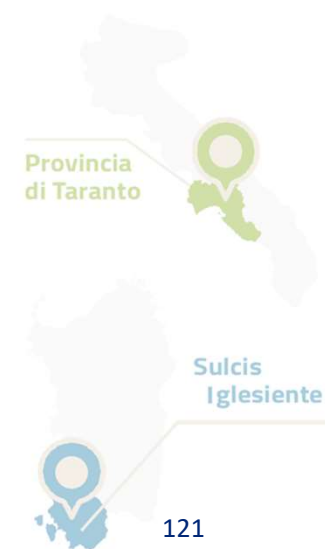 Provincia
di Taranto
Sulcis
Iglesiente
121